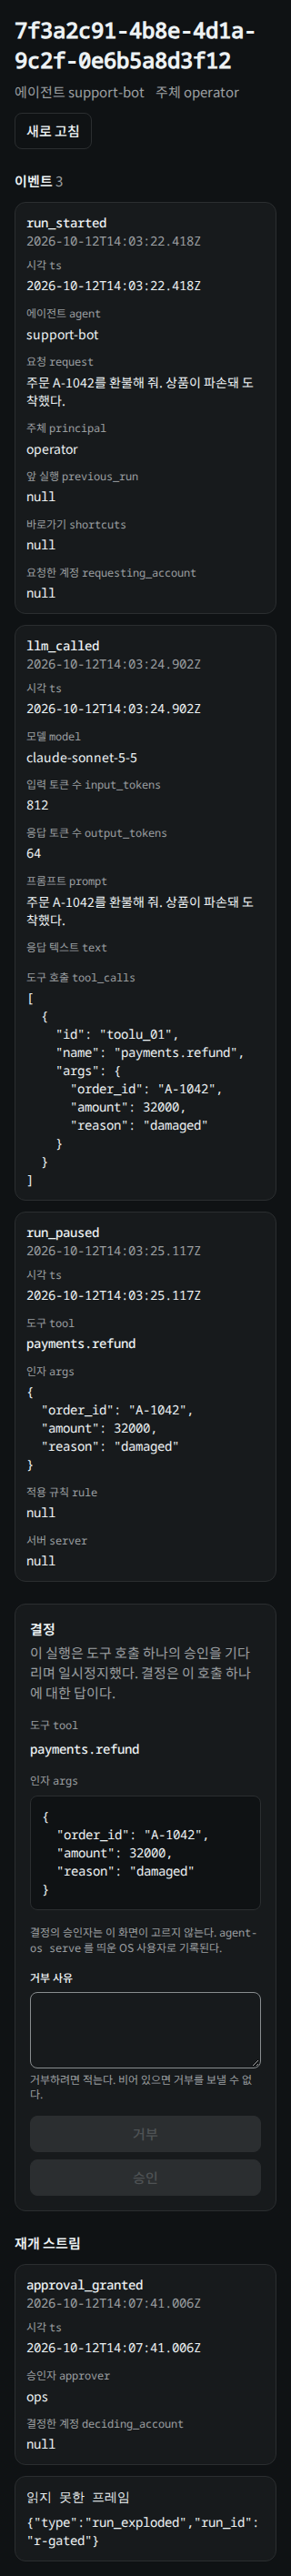 7f3a2c91-4b8e-4d1a-
9c2f-0e6b5a8d3f12
에이전트 support-bot 주체 operator
새로 고침
이벤트 3
run_started
2026-10-12T14:03:22.418Z
시각 ts
2026-10-12T14:03:22.418Z
에이전트 agent
support-bot
요청 request
주문 A-1042를 환불해 줘. 상품이 파손돼 도
착했다.
주체 principal
operator
앞 실행 previous_run
null
바로가기 shortcuts
null
요청한 계정 requesting_account
null
llm_called
2026-10-12T14:03:24.902Z
시각 ts
2026-10-12T14:03:24.902Z
모델 model
claude-sonnet-5-5
입력 토큰 수 input_tokens
812
응답 토큰 수 output_tokens
64
프롬프트 prompt
주문 A-1042를 환불해 줘. 상품이 파손돼 도
착했다.
응답 텍스트 text
도구 호출 tool_calls
[
{
"id": "toolu_01",
"name": "payments.refund",
"args": {
"order_id": "A-1042",
"amount": 32000,
"reason": "damaged"
}
}
]
run_paused
2026-10-12T14:03:25.117Z
시각 ts
2026-10-12T14:03:25.117Z
도구 tool
payments.refund
인자 args
{
"order_id": "A-1042",
"amount": 32000,
"reason": "damaged"
}
적용 규칙 rule
null
서버 server
null
결정
이 실행은 도구 호출 하나의 승인을 기다
리며 일시정지했다. 결정은 이 호출 하나
에 대한 답이다.
도구 tool
payments.refund
인자 args
{
"order_id": "A-1042",
"amount": 32000,
"reason": "damaged"
}
결정의 승인자는 이 화면이 고르지 않는다. agent-
os serve 를 띄운 OS 사용자로 기록된다.
거부 사유
거부하려면 적는다. 비어 있으면 거부를 보낼 수 없
다.
거부
승인
재개 스트림
approval_granted
2026-10-12T14:07:41.006Z
시각 ts
2026-10-12T14:07:41.006Z
승인자 approver
ops
결정한 계정 deciding_account
null
읽지 못한 프레임
{"type":"run_exploded","run_id":
"r-gated"}